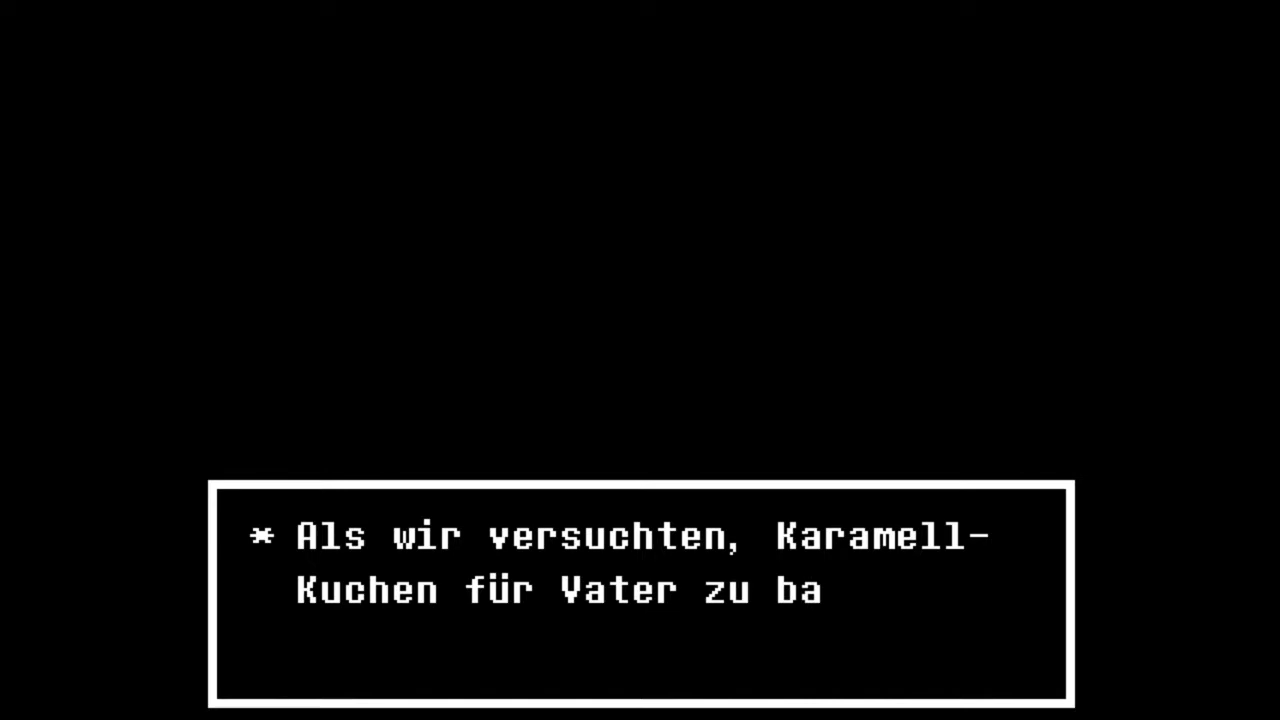 * Als wir versuchten, Karamell-
Kuchen für Vater zu ba